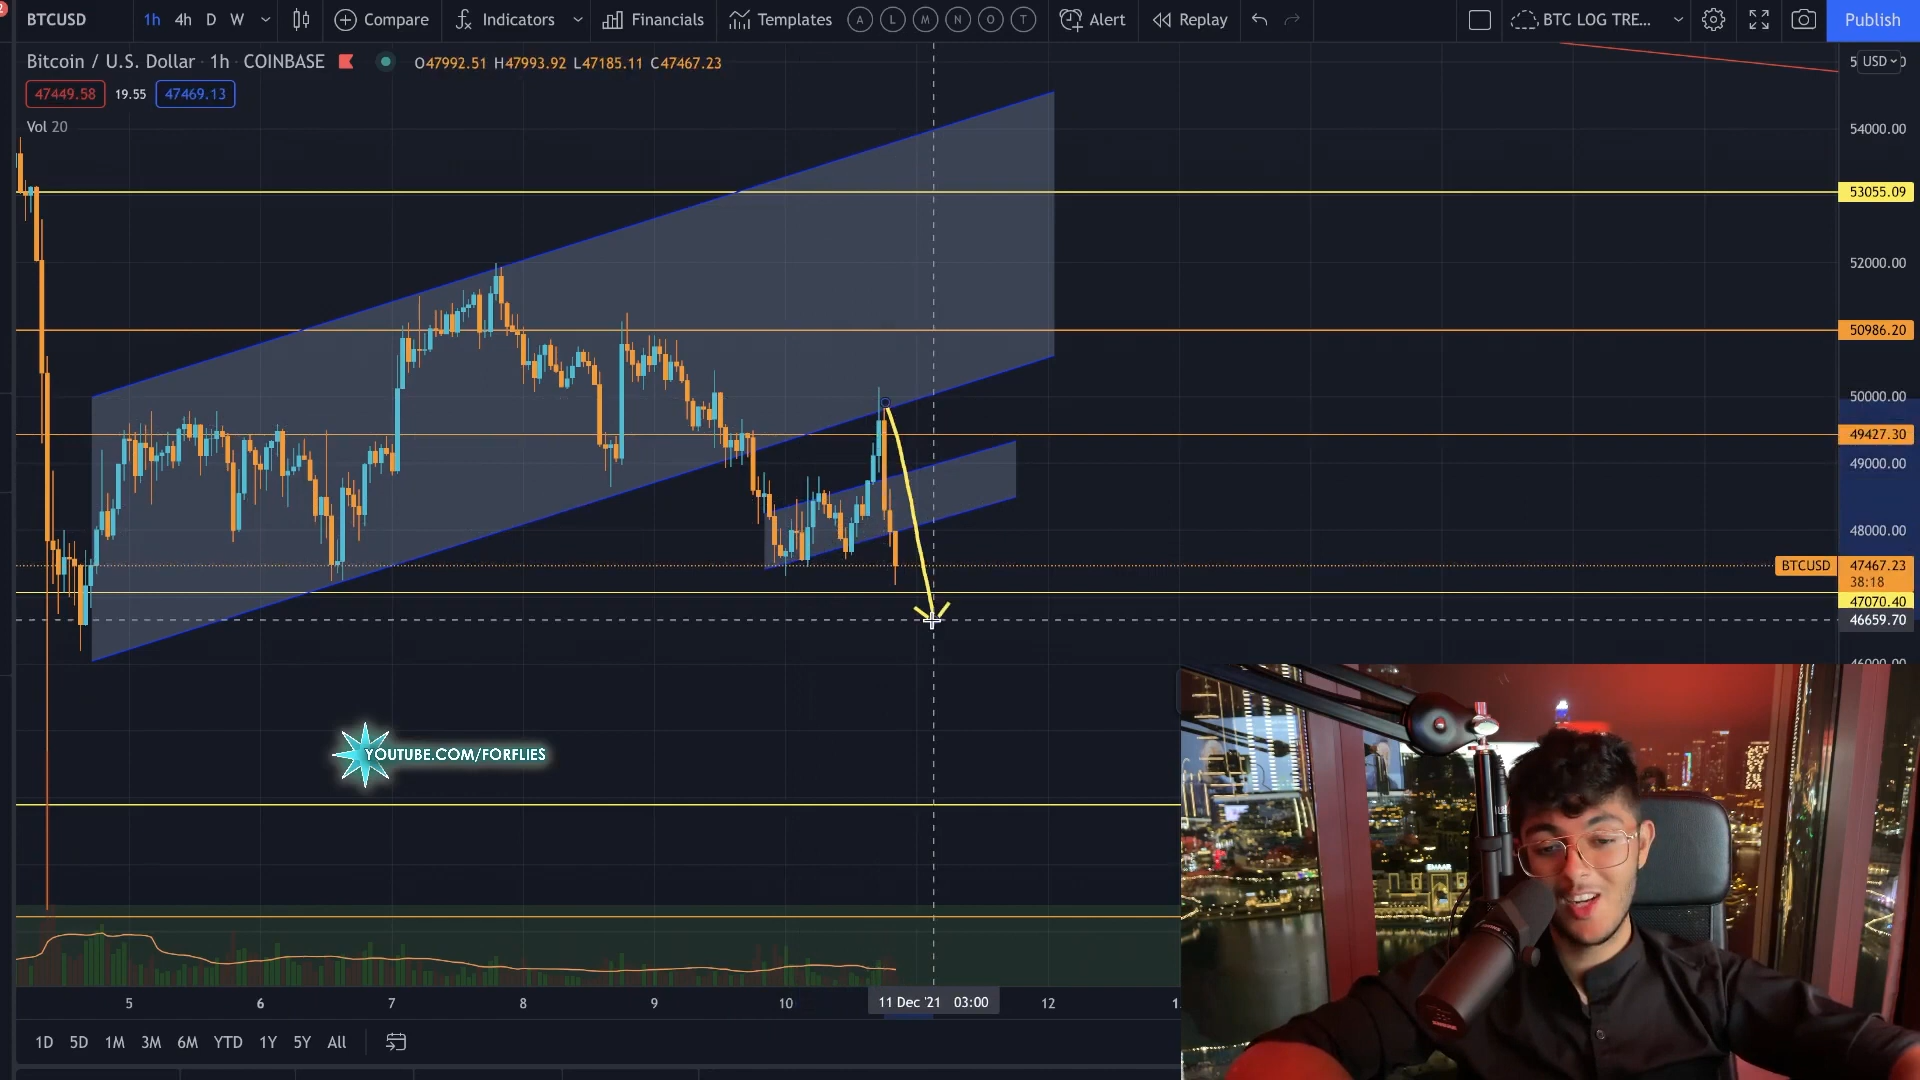 BTCUSD 1h 4h D W Compare Indicators Financials Templates A L M N O T Alert Replay BTC LOG TRE... Publish
Bitcoin / U.S. Dollar · 1h · COINBASE O47992.51 H47993.92 L47185.11 C47467.23
47449.58 19.55 47469.13
Vol 20
USD
54000.00
53055.09
52000.00
50986.20
50000.00
49427.30
49000.00
48000.00
BTCUSD 47467.23
38:18
47070.40
46659.70
46000.00
YOUTUBE.COM/FORFLIES
EMAAR
5 6 7 8 9 10 11 Dec '21 03:00 12
1D 5D 1M 3M 6M YTD 1Y 5Y All